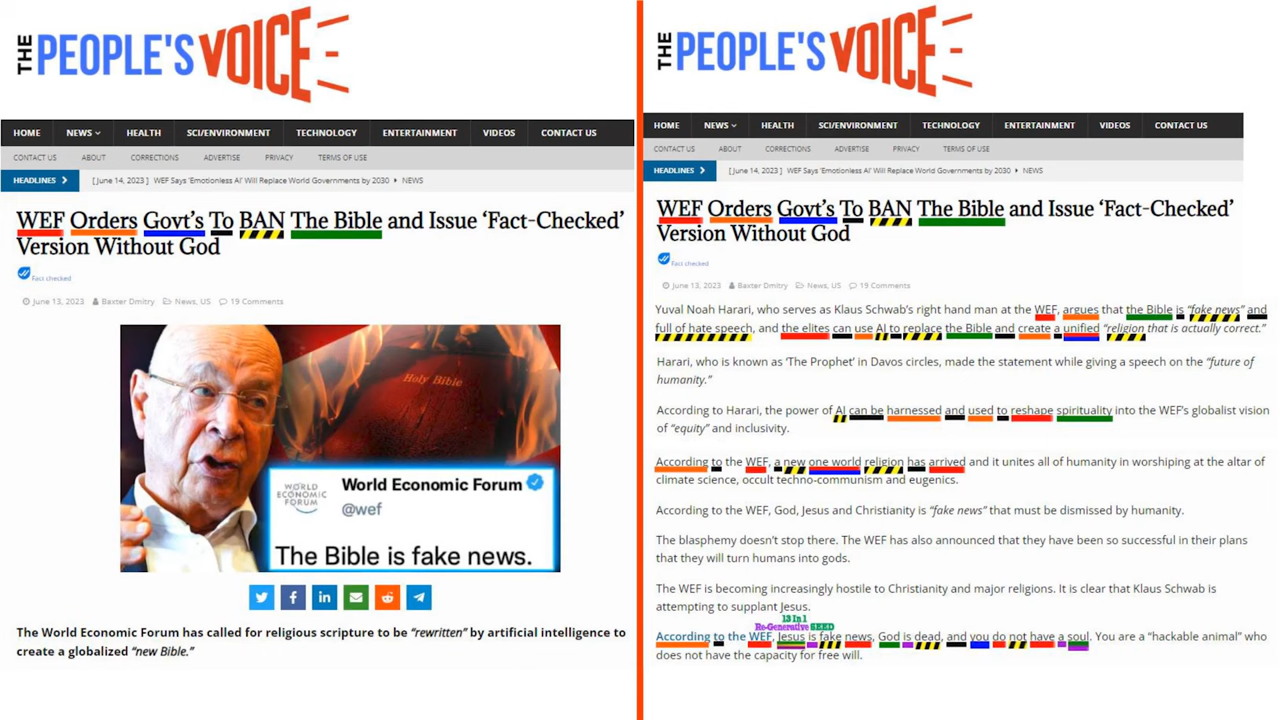 THE PEOPLE'S VOICE
HOME NEWS HEALTH SCI/ENVIRONMENT TECHNOLOGY ENTERTAINMENT VIDEOS CONTACT US
CONTACT US ABOUT CORRECTIONS ADVERTISE PRIVACY TERMS OF USE
HEADLINES [June 14, 2023 ] WEF Says ‘Emotionless AI’ Will Replace World Governments by 2030 NEWS
WEF Orders Govt’s To BAN The Bible and Issue ‘Fact-Checked’
Version Without God
Fact checked
June 13, 2023 Baxter Dmitry News, US 19 Comments
Holy Bible
WORLD
ECONOMIC
FORUM
World Economic Forum
@wef
The Bible is fake news.
The World Economic Forum has called for religious scripture to be “rewritten” by artificial intelligence to
create a globalized “new Bible.”
THE PEOPLE'S VOICE
HOME NEWS HEALTH SCI/ENVIRONMENT TECHNOLOGY ENTERTAINMENT VIDEOS CONTACT US
CONTACT US ABOUT CORRECTIONS ADVERTISE PRIVACY TERMS OF USE
HEADLINES [June 14, 2023 ] WEF Says ‘Emotionless AI’ Will Replace World Governments by 2030 NEWS
WEF Orders Govt’s To BAN The Bible and Issue ‘Fact-Checked’
Version Without God
Fact checked
June 13, 2023 Baxter Dmitry News, US 19 Comments
Yuval Noah Harari, who serves as Klaus Schwab’s right hand man at the WEF, argues that the Bible is “fake news” and
full of hate speech, and the elites can use AI to replace the Bible and create a unified “religion that is actually correct.”
Harari, who is known as ‘The Prophet’ in Davos circles, made the statement while giving a speech on the “future of
humanity.”
According to Harari, the power of AI can be harnessed and used to reshape spirituality into the WEF’s globalist vision
of “equity” and inclusivity.
According to the WEF, a new one world religion has arrived and it unites all of humanity in worshiping at the altar of
climate science, occult techno-communism and eugenics.
According to the WEF, God, Jesus and Christianity is “fake news” that must be dismissed by humanity.
The blasphemy doesn’t stop there. The WEF has also announced that they have been so successful in their plans
that they will turn humans into gods.
The WEF is becoming increasingly hostile to Christianity and major religions. It is clear that Klaus Schwab is
attempting to supplant Jesus.
13 In 1
Re-Generative SEED
According to the WEF, Jesus is fake news, God is dead, and you do not have a soul. You are a “hackable animal” who
does not have the capacity for free will.